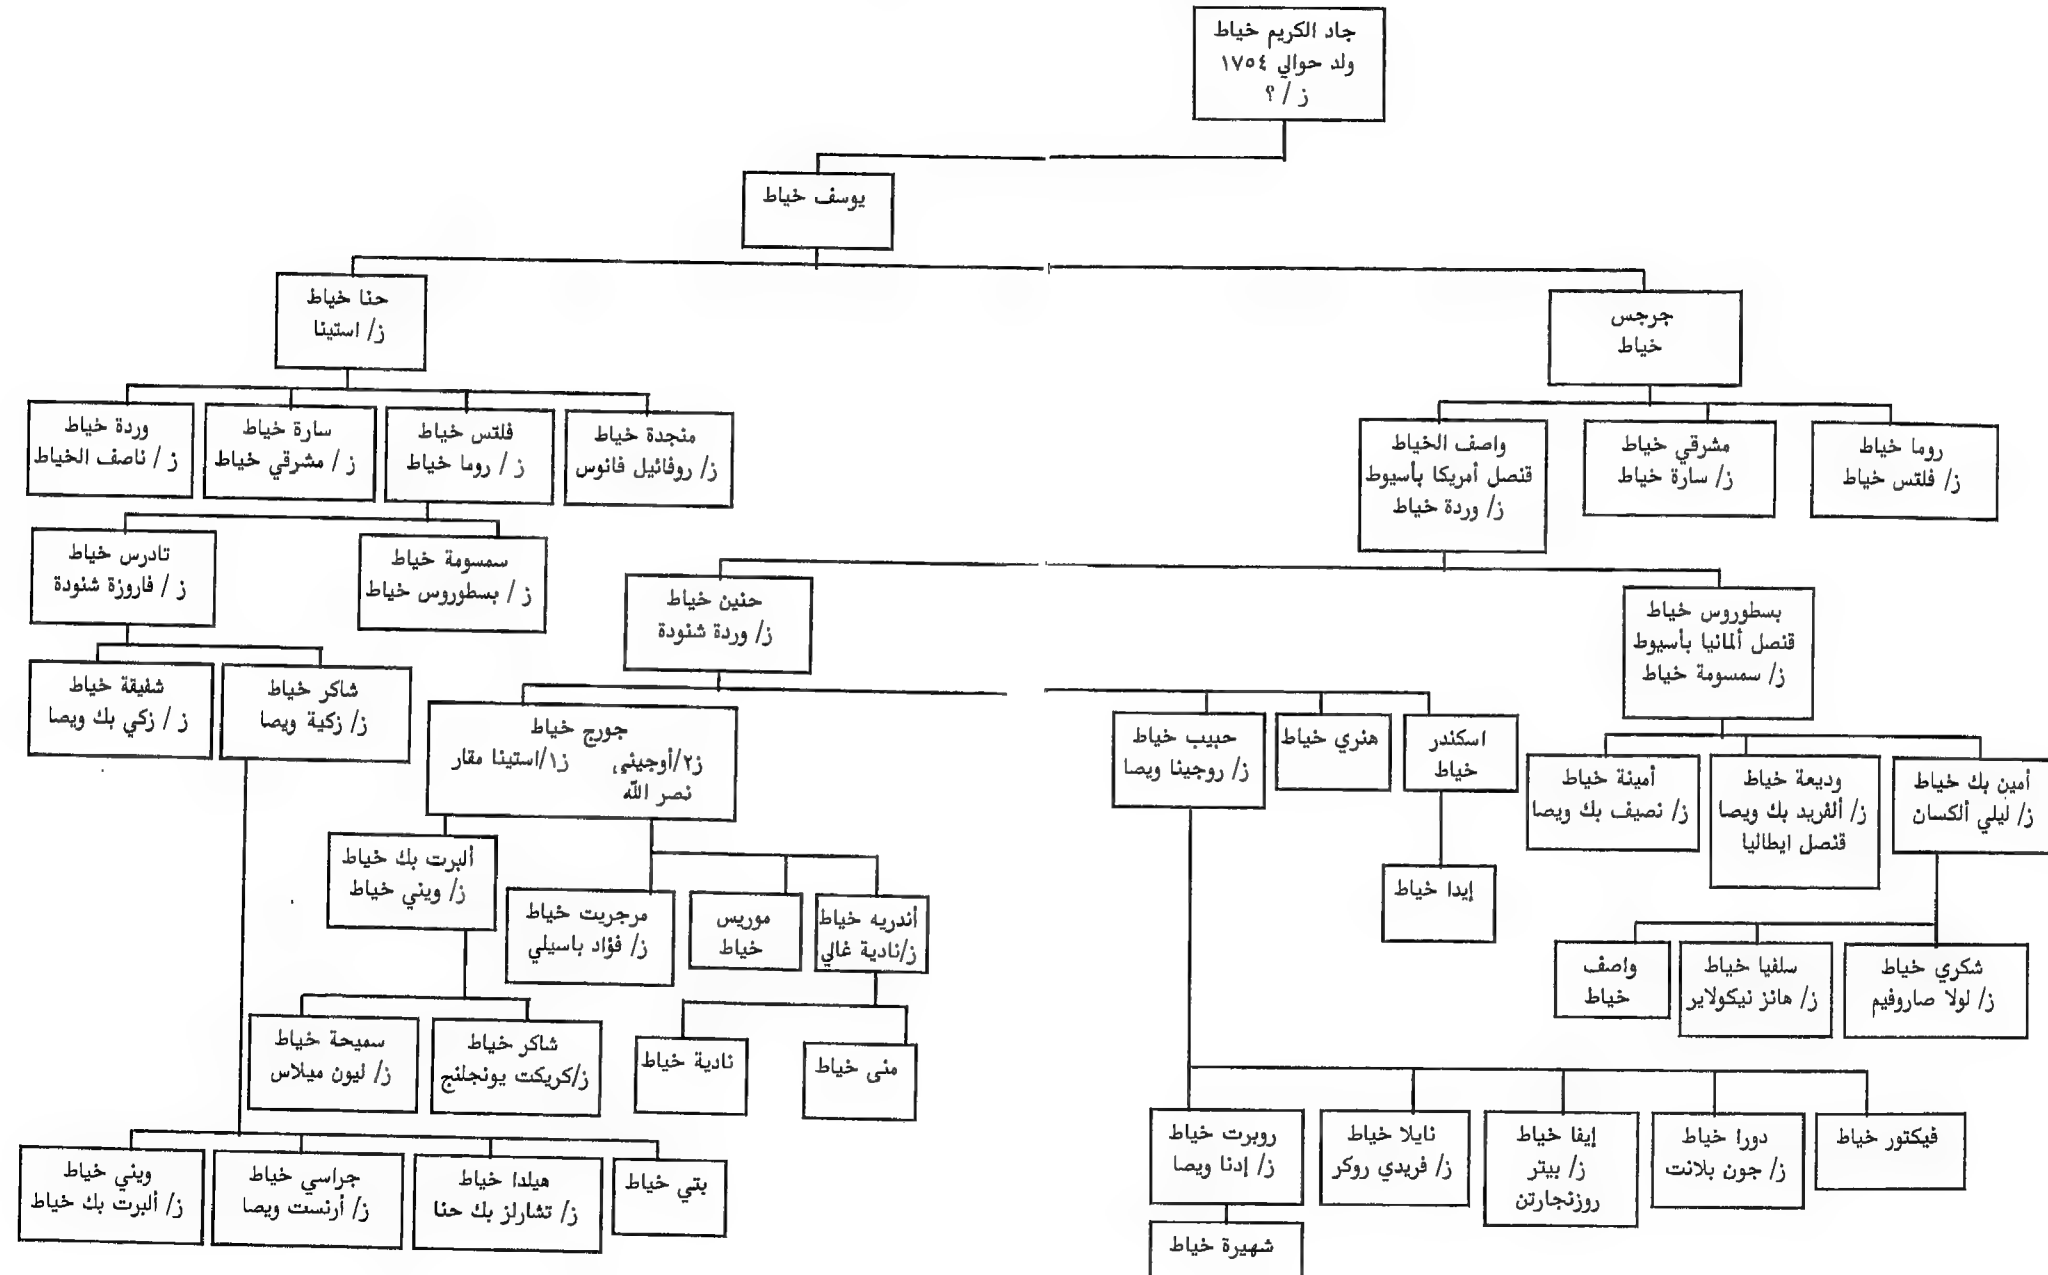 جاد الكريم خياط
ولد حوالي ١٧٥٤
ز / ؟
يوسف خياط
جرجس
خياط
حنا خياط
ز/ استينا
روما خياط
ز/ فلتس خياط
مشرقي خياط
ز/ سارة خياط
واصف الخياط
قنصل أمريكا بأسيوط
ز/ وردة خياط
منجدة خياط
ز/ روفائيل فانوس
فلتس خياط
ز / روما خياط
سارة خياط
ز / مشرقي خياط
وردة خياط
ز / ناصف الخياط
بسطوروس خياط
قنصل ألمانيا بأسيوط
ز/ سمسومة خياط
حنين خياط
ز/ وردة شنودة
سمسومة خياط
ز / بسطوروس خياط
تادرس خياط
ز / فاروزة شنودة
أمين بك خياط
ز/ ليلي ألكسان
وديعة خياط
ز/ ألفريد بك ويصا
قنصل ايطاليا
أمينة خياط
ز/ نصيف بك ويصا
اسكندر
خياط
هنري خياط
حبيب خياط
ز/ روجينا ويصا
جورج خياط
ز٢/أوجيني ز١/استينا مقار
نصر الله
شاكر خياط
ز/ زكية ويصا
شفيقة خياط
ز / زكي بك ويصا
إيدا خياط
أندريه خياط
ز/نادية غالي
موريس
خياط
مرجريت خياط
ز/ فؤاد باسيلي
ألبرت بك خياط
ز/ ويني خياط
شكري خياط
ز/ لولا صاروفيم
سلفيا خياط
ز/ هانز نيكولاير
واصف
خياط
منى خياط
نادية خياط
شاكر خياط
ز/كريكت يونجلنج
سميحة خياط
ز/ ليون ميلاس
فيكتور خياط
دورا خياط
ز/ جون بلانت
إيفا خياط
ز/ بيتر
روزنجارتن
نايلا خياط
ز/ فريدي روكر
روبرت خياط
ز/ إدنا ويصا
بتي خياط
هيلدا خياط
ز/ تشارلز بك حنا
جراسي خياط
ز/ أرنست ويصا
ويني خياط
ز/ ألبرت بك خياط
شهيرة خياط